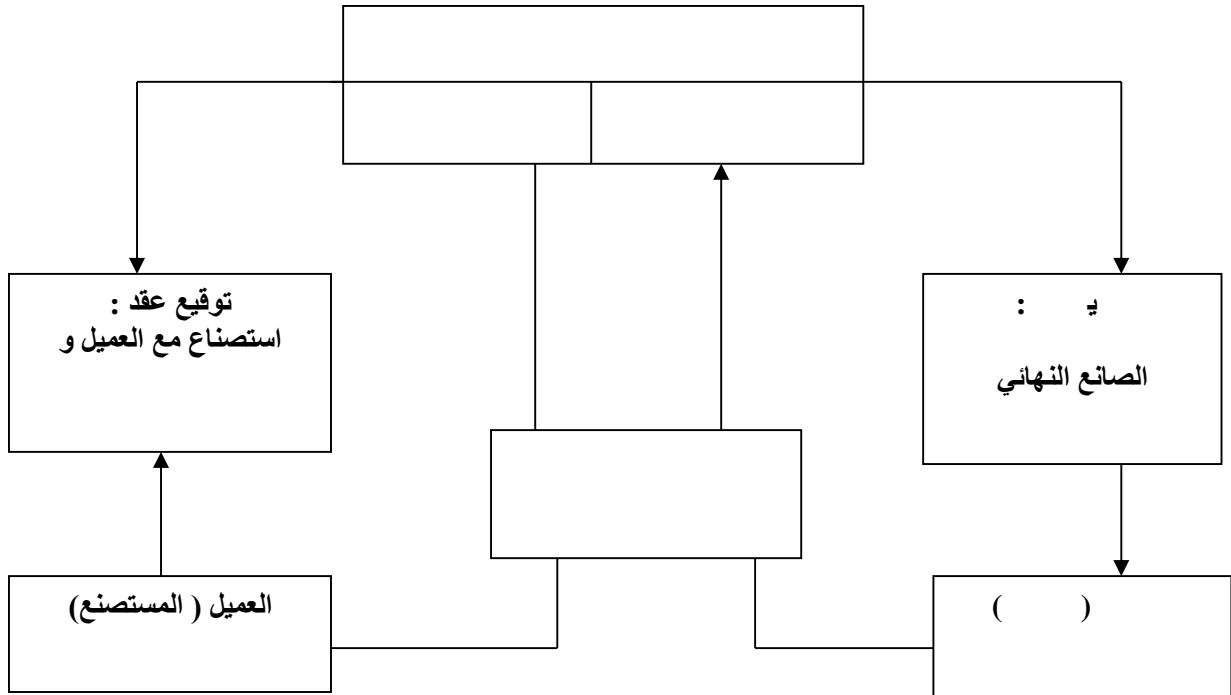 توقيع عقد :
استصناع مع العميل و
يـ :
الصانع النهائي
العميل ( المستصنع)
( )